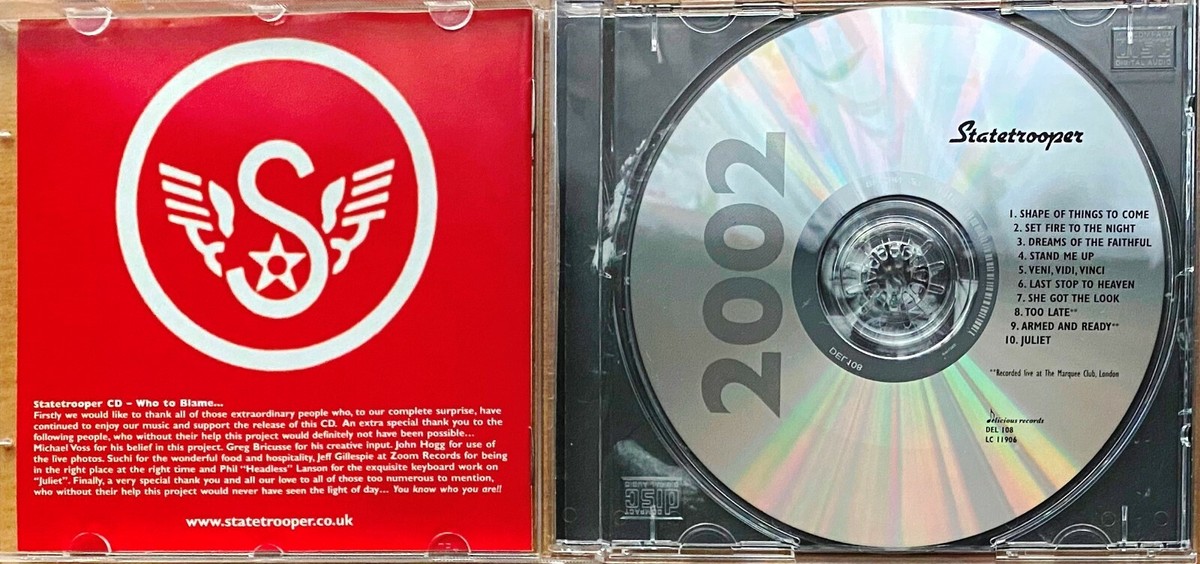 S
Statetrooper CD - Who to Blame...
Firstly we would like to thank all of those extraordinary people who, to our complete surprise, have
continued to enjoy our music and support the release of this CD. An extra special thank you to the
following people, who without their help this project would definitely not have been possible...
Michael Voss for his belief in this project. Greg Bricusse for his creative input. John Hogg for use of
the live photos. Suchi for the wonderful food and hospitality, Jeff Gillespie at Zoom Records for being
in the right place at the right time and Phil "Headless" Lanson for the exquisite keyboard work on
"Juliet". Finally, a very special thank you and all our love to all of those too numerous to mention,
who without their help this project would never have seen the light of day... You know who you are!!
www.statetrooper.co.uk
2002
Statetrooper
1. SHAPE OF THINGS TO COME
2. SET FIRE TO THE NIGHT
3. DREAMS OF THE FAITHFUL
4. STAND ME UP
5. VENI, VIDI, VINCI
6. LAST STOP TO HEAVEN
7. SHE GOT THE LOOK
8. TOO LATE**
9. ARMED AND READY**
10. JULIET
**Recorded live at The Marquee Club, London
delicious records
DEL 108
LC 11906
DEL 108
COMPACT
disc
DIGITAL AUDIO